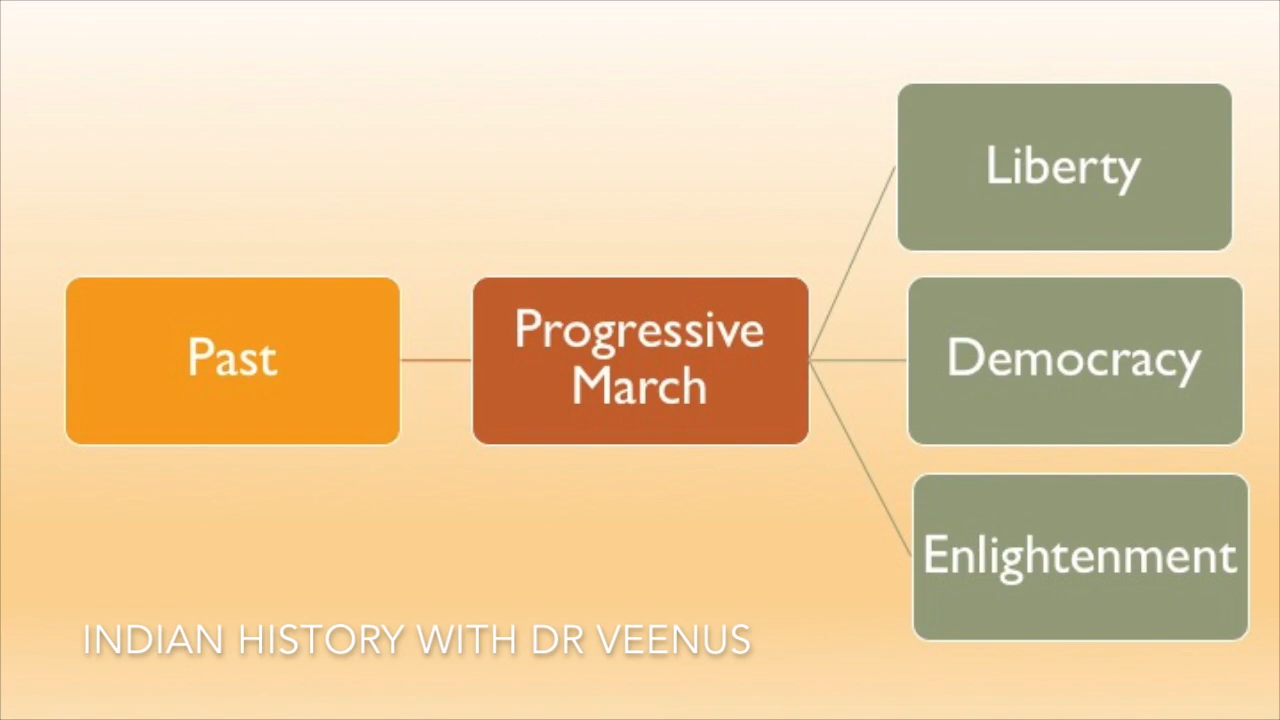 Past
Progressive
March
Liberty
Democracy
Enlightenment
INDIAN HISTORY WITH DR VEENUS